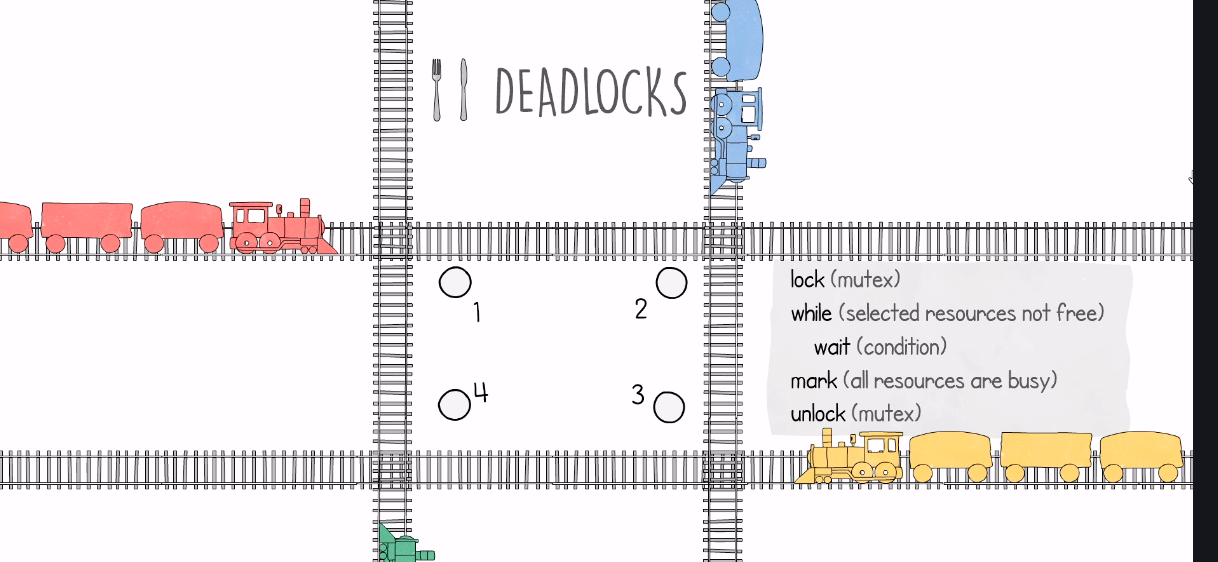 DEADLOCKS
1
2
4
3
lock (mutex)
while (selected resources not free)
wait (condition)
mark (all resources are busy)
unlock (mutex)